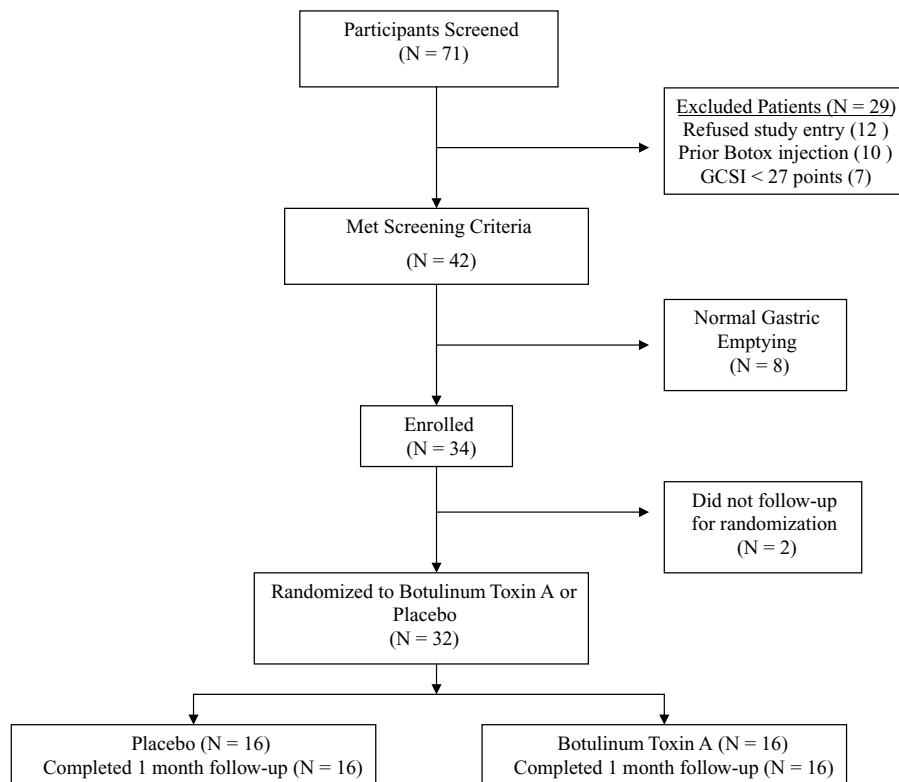 Participants Screened
(N = 71)
Excluded Patients (N = 29)
Refused study entry (12 )
Prior Botox injection (10 )
GCSI < 27 points (7)
Met Screening Criteria
(N = 42)
Normal Gastric
Emptying
(N = 8)
Enrolled
(N = 34)
Did not follow-up
for randomization
(N = 2)
Randomized to Botulinum Toxin A or
Placebo
(N = 32)
Placebo (N = 16)
Completed 1 month follow-up (N = 16)
Botulinum Toxin A (N = 16)
Completed 1 month follow-up (N = 16)